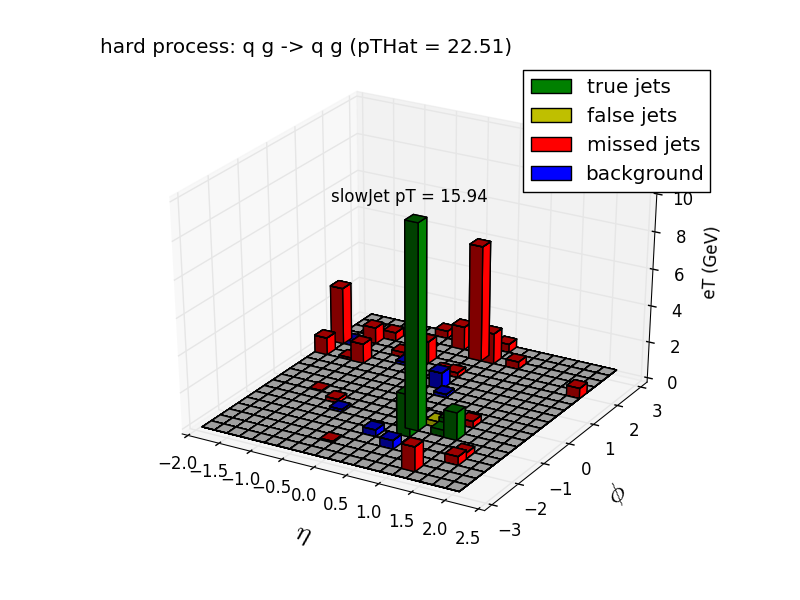 hard process: q g -> q g (pTHat = 22.51)
true jets
false jets
missed jets
background
slowJet pT = 15.94
10
8
6
4
2
0
eT (GeV)
3
2
1
0
−1
−2
−3
ϕ
−2.0
−1.5
−1.0
−0.5
0.0
0.5
1.0
1.5
2.0
2.5
η